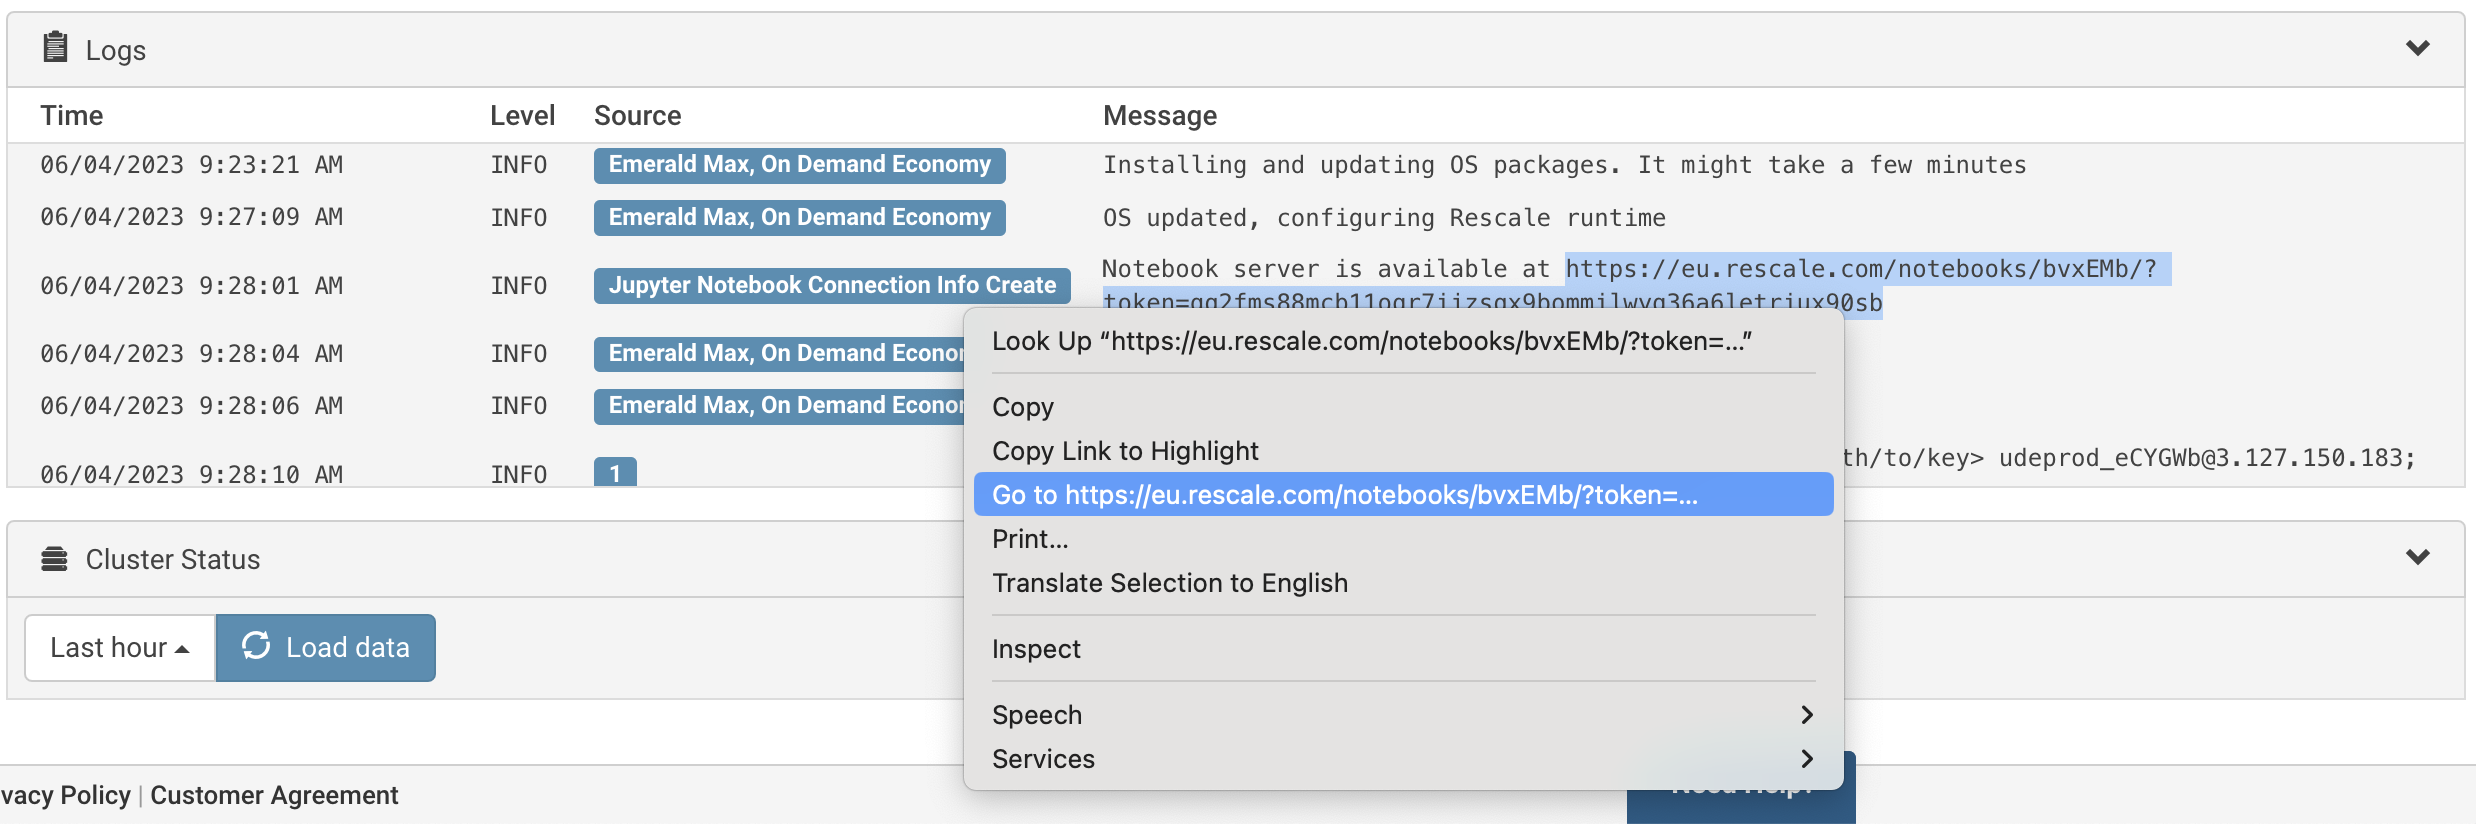 Logs
Time Level Source Message
06/04/2023 9:23:21 AM INFO Emerald Max, On Demand Economy Installing and updating OS packages. It might take a few minutes
06/04/2023 9:27:09 AM INFO Emerald Max, On Demand Economy OS updated, configuring Rescale runtime
06/04/2023 9:28:01 AM INFO Jupyter Notebook Connection Info Create Notebook server is available at https://eu.rescale.com/notebooks/bvxEMb/?
06/04/2023 9:28:04 AM INFO Emerald Max, On Demand Econo
06/04/2023 9:28:06 AM INFO Emerald Max, On Demand Econo
06/04/2023 9:28:10 AM INFO 1 th/to/key> udeprod_eCYGWb@3.127.150.183;
Look Up “https://eu.rescale.com/notebooks/bvxEMb/?token=...”
Copy
Copy Link to Highlight
Go to https://eu.rescale.com/notebooks/bvxEMb/?token=...
Print...
Translate Selection to English
Inspect
Speech
Services
Cluster Status
Last hour Load data
vacy Policy | Customer Agreement